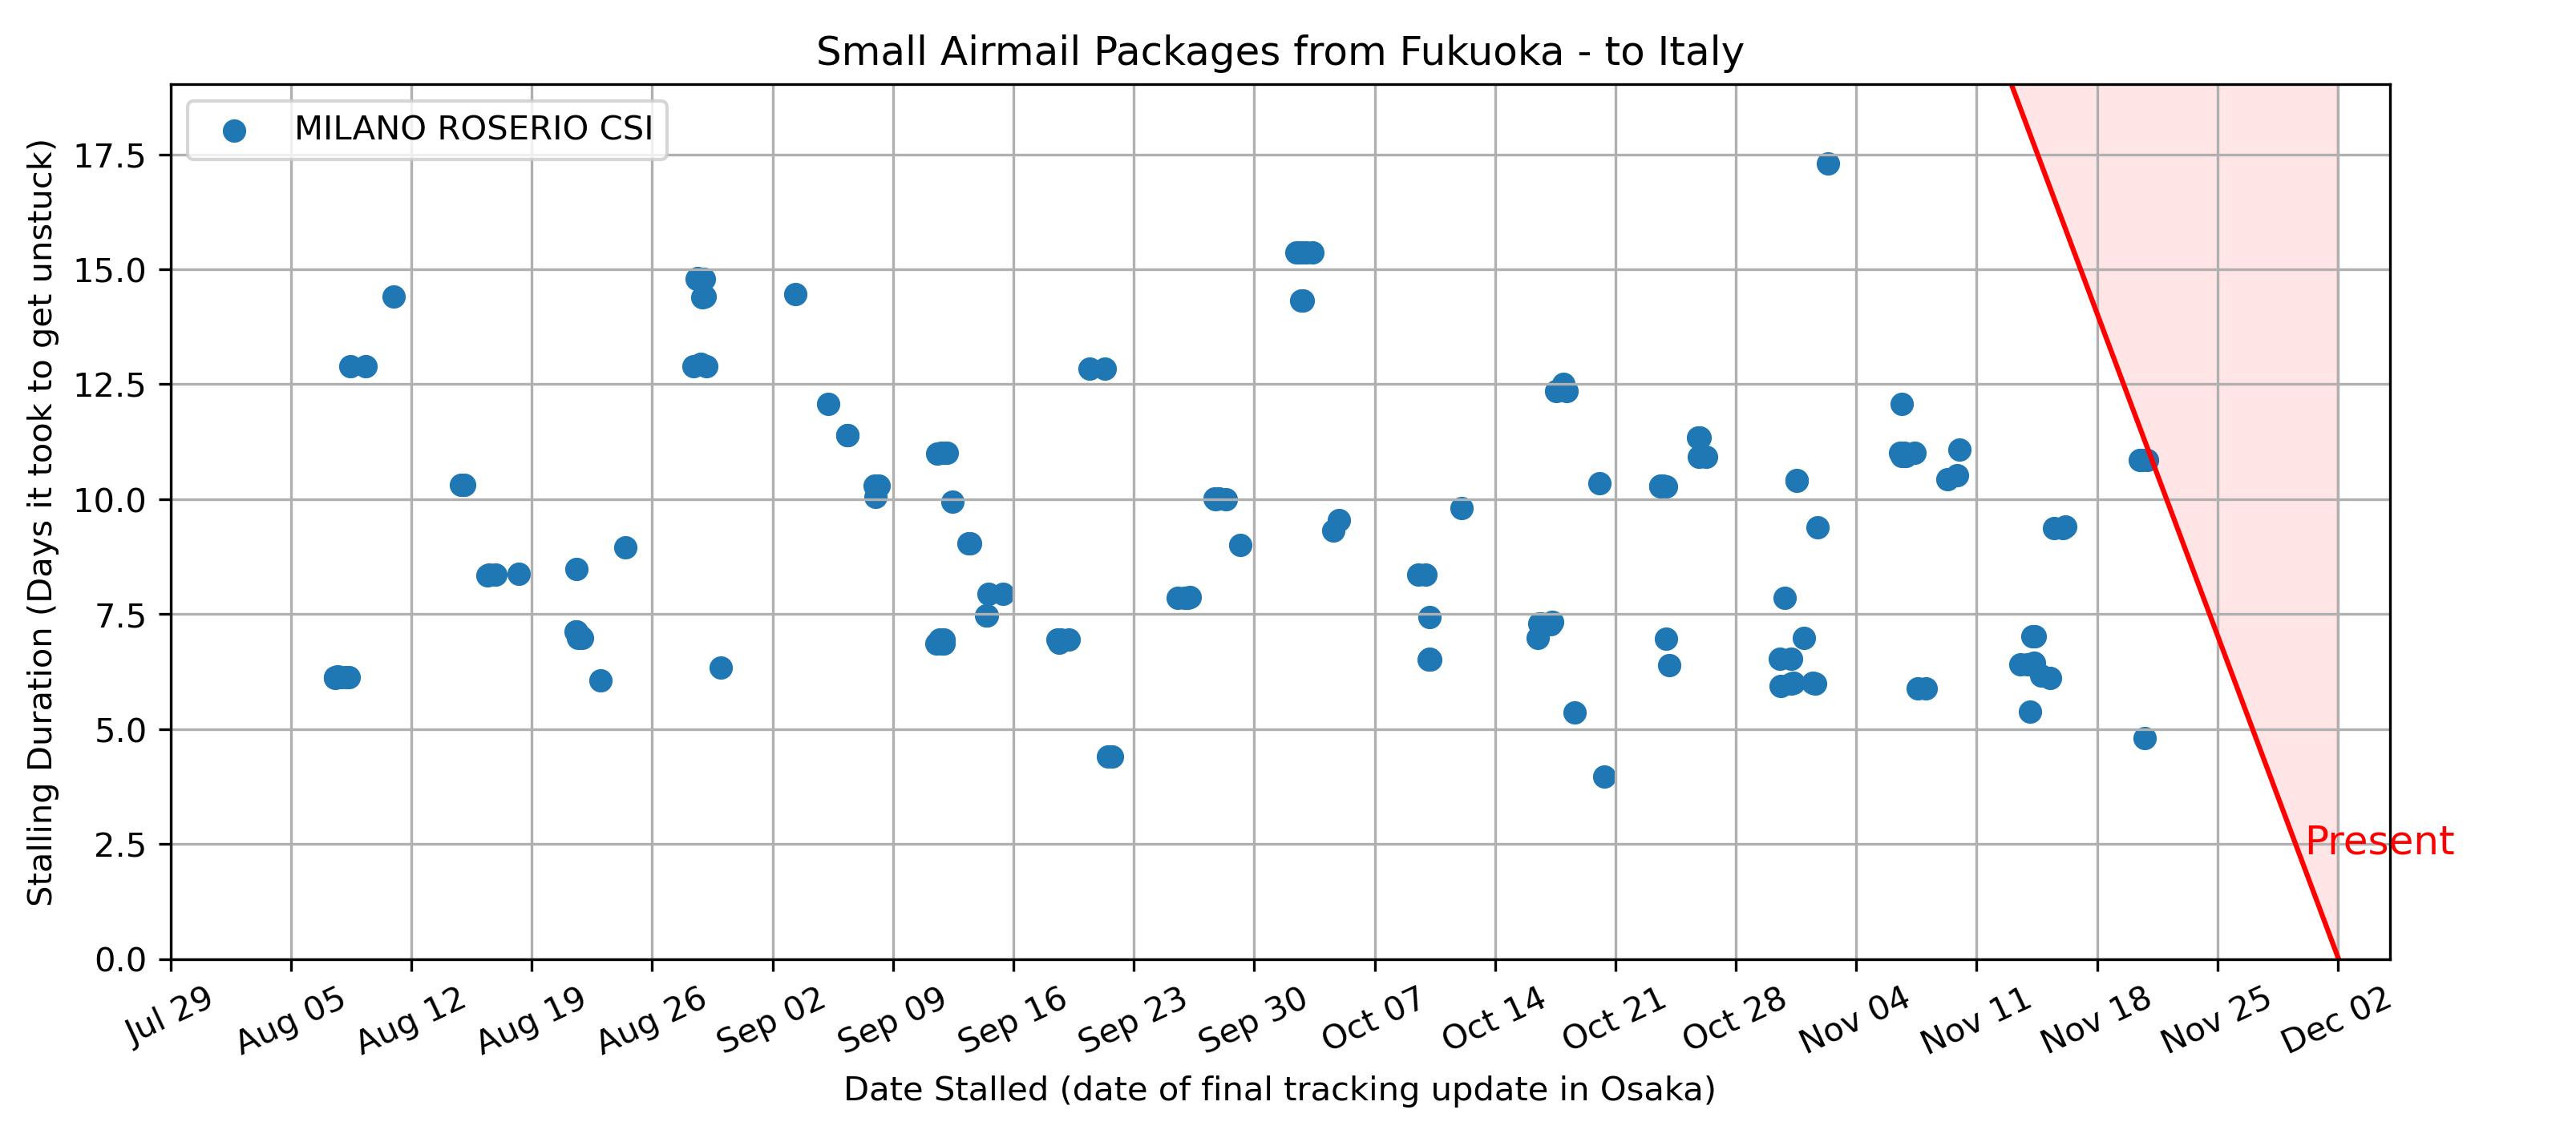 Small Airmail Packages from Fukuoka - to Italy
MILANO ROSERIO CSI
Stalling Duration (Days it took to get unstuck)
17.5
15.0
12.5
10.0
7.5
5.0
2.5
0.0
Present
Jul 29
Aug 05
Aug 12
Aug 19
Aug 26
Sep 02
Sep 09
Sep 16
Sep 23
Sep 30
Oct 07
Oct 14
Oct 21
Oct 28
Nov 04
Nov 11
Nov 18
Nov 25
Dec 02
Date Stalled (date of final tracking update in Osaka)